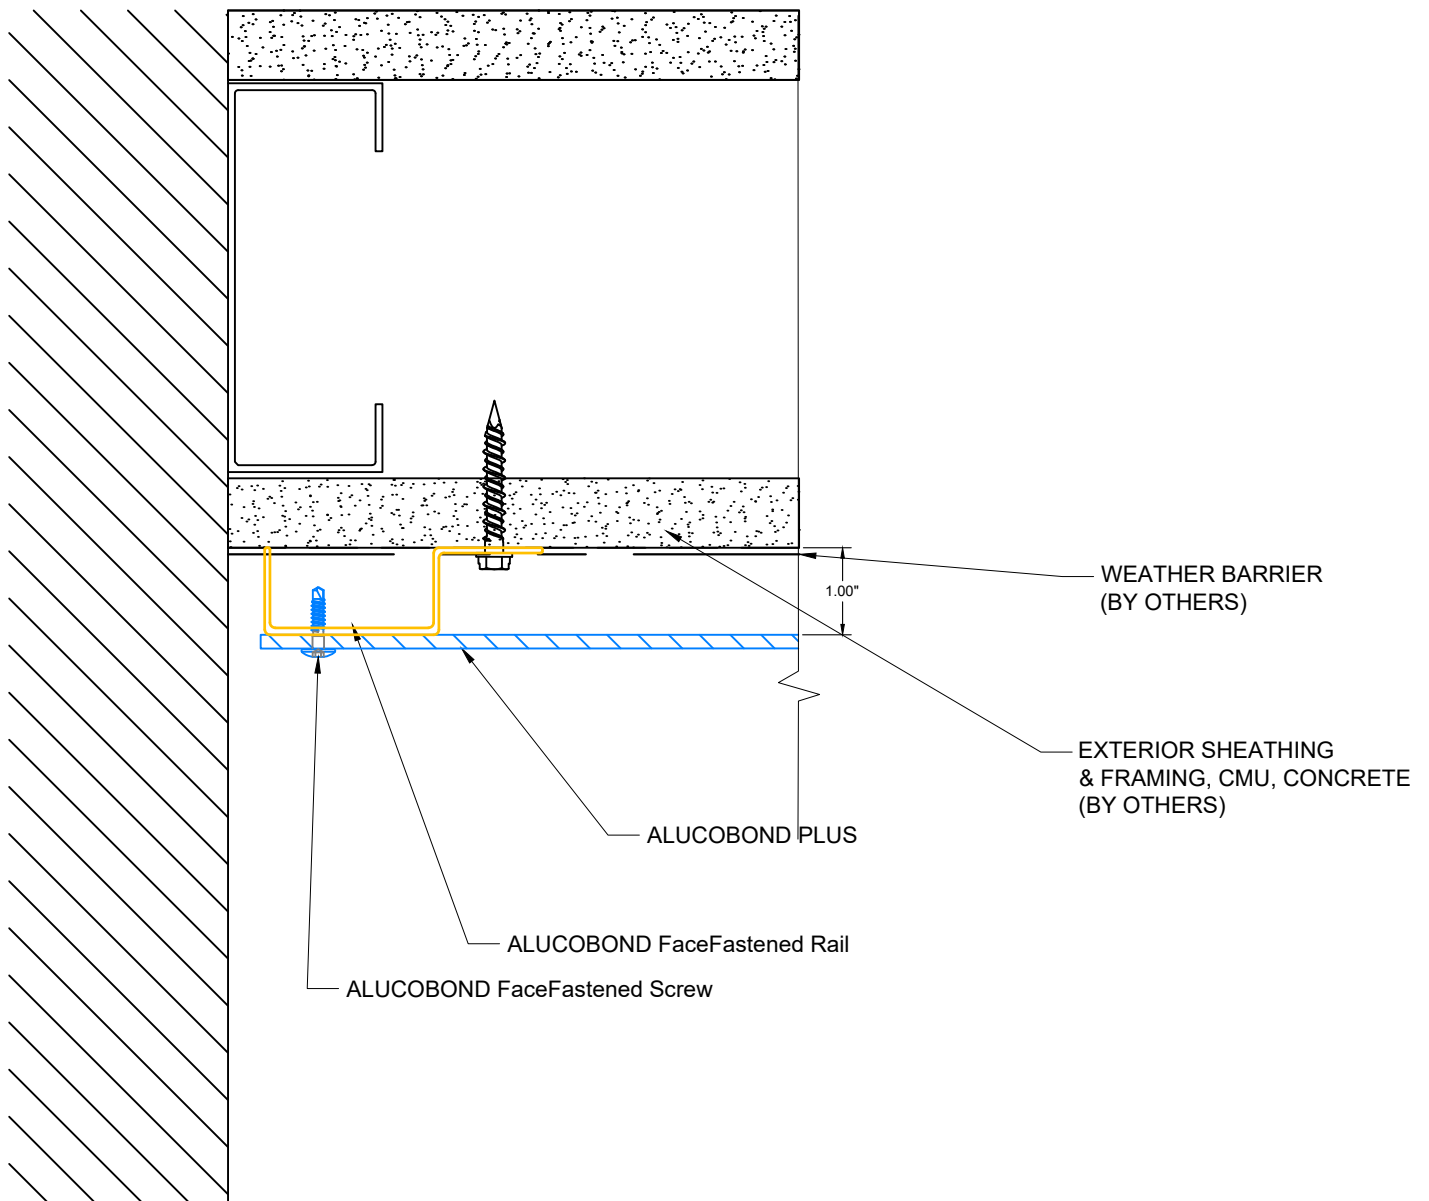 WEATHER BARRIER
(BY OTHERS)
1.00"
EXTERIOR SHEATHING
& FRAMING, CMU, CONCRETE
(BY OTHERS)
ALUCOBOND PLUS
ALUCOBOND FaceFastened Rail
ALUCOBOND FaceFastened Screw